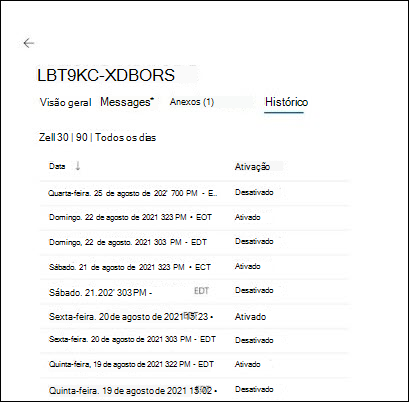 LBT9KC-XDBORS
Visão geral Messages* Anexos (1) Histórico
Zell 30 | 90 | Todos os dias
Data ↓ Ativação
Quarta-feira. 25 de agosto de 202' 700 PM - E.. Desativado
Domingo. 22 de agosto de 2021 323 PM • EOT Ativado
Domingo, 22 de agosto. 2021 303 PM - EDT Desativado
Sábado. 21 de agosto de 2021 323 PM • ECT Ativado
Sábado. 21.202' 303 PM - EDT Desativado
Sexta-feira. 20 de agosto de 2021 23 • Ativado
Sexta-feira. 20 de agosto de 2021 303 PM - EDT Desativado
Quinta-feira, 19 de agosto de 2021 322 PM - EDT Ativado
Quinta-feira, 19 de agosto de 2021 02 • Desativado